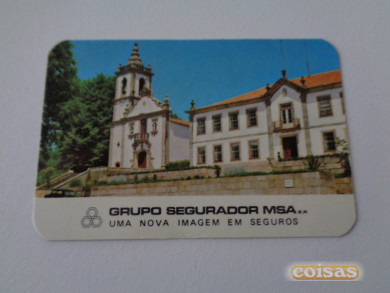 GRUPO SEGURADOR MSA
UMA NOVA IMAGEM EM SEGUROS
coisas